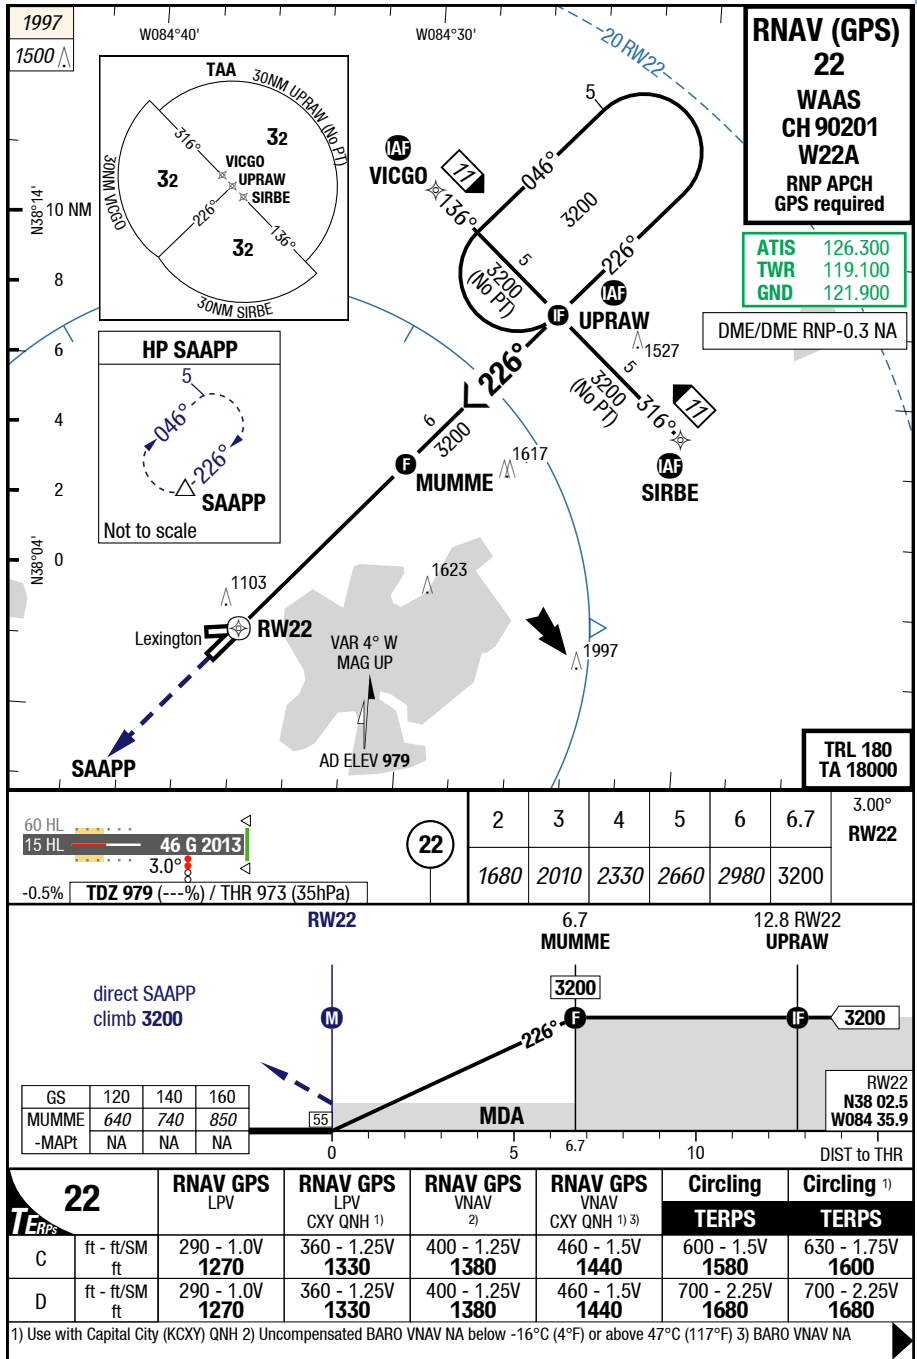 1997
1500
W084°40'
W084°30'
20 RW22
RNAV (GPS)
22
WAAS
CH 90201
W22A
RNP APCH
GPS required
ATIS 126.300
TWR 119.100
GND 121.900
DME/DME RNP-0.3 NA
TAA
30NM UPRAW (No PT)
316°
32
32
VICGO
UPRAW
SIRBE
226°
136°
32
30NM VICGO
30NM SIRBE
N38°14'
10 NM
8
6
4
2
0
N38°04'
IAF
VICGO
11
136°
5
046°
3200
226°
5
3200
(No PT)
IAF
IF
UPRAW
1527
5
3200
(No PT)
316°
11
IAF
SIRBE
HP SAAPP
5
046°
226°
SAAPP
Not to scale
226°
6
3200
F
MUMME
1617
1623
1103
Lexington
RW22
VAR 4° W
MAG UP
1997
AD ELEV 979
SAAPP
TRL 180
TA 18000
60 HL
15 HL
46 G 2013
3.0°
-0.5%
TDZ 979 (---%) / THR 973 (35hPa)
22
2 3 4 5 6 6.7 3.00°
RW22
1680 2010 2330 2660 2980 3200
RW22
6.7
MUMME
12.8 RW22
UPRAW
direct SAAPP
climb 3200
3200
M
F
IF
3200
226°
GS 120 140 160
MUMME 640 740 850
-MAPt NA NA NA
55
MDA
RW22
N38 02.5
W084 35.9
0 5 6.7 10 DIST to THR
TERPs
22
RNAV GPS
LPV
RNAV GPS
LPV
CXY QNH 1)
RNAV GPS
VNAV
2)
RNAV GPS
VNAV
CXY QNH 1) 3)
Circling
TERPS
Circling 1)
TERPS
C ft - ft/SM 290 - 1.0V 360 - 1.25V 400 - 1.25V 460 - 1.5V 600 - 1.5V 630 - 1.75V
ft 1270 1330 1380 1440 1580 1600
D ft - ft/SM 290 - 1.0V 360 - 1.25V 400 - 1.25V 460 - 1.5V 700 - 2.25V 700 - 2.25V
ft 1270 1330 1380 1440 1680 1680
1) Use with Capital City (KCXY) QNH 2) Uncompensated BARO VNAV NA below -16°C (4°F) or above 47°C (117°F) 3) BARO VNAV NA